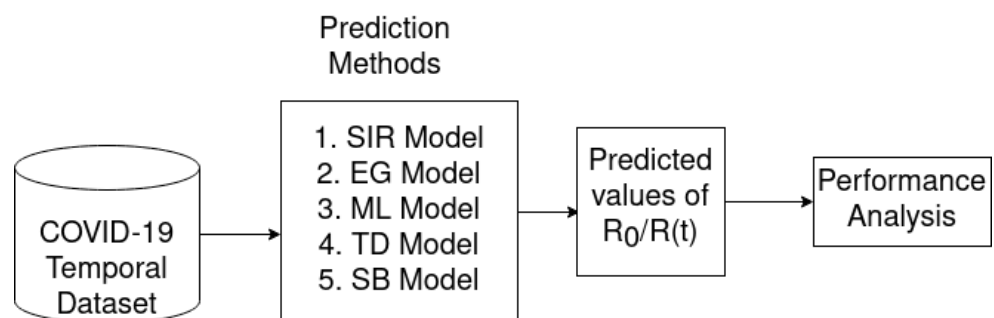 Prediction
Methods
COVID-19
Temporal
Dataset
1. SIR Model
2. EG Model
3. ML Model
4. TD Model
5. SB Model
Predicted
values of
R0/R(t)
Performance
Analysis